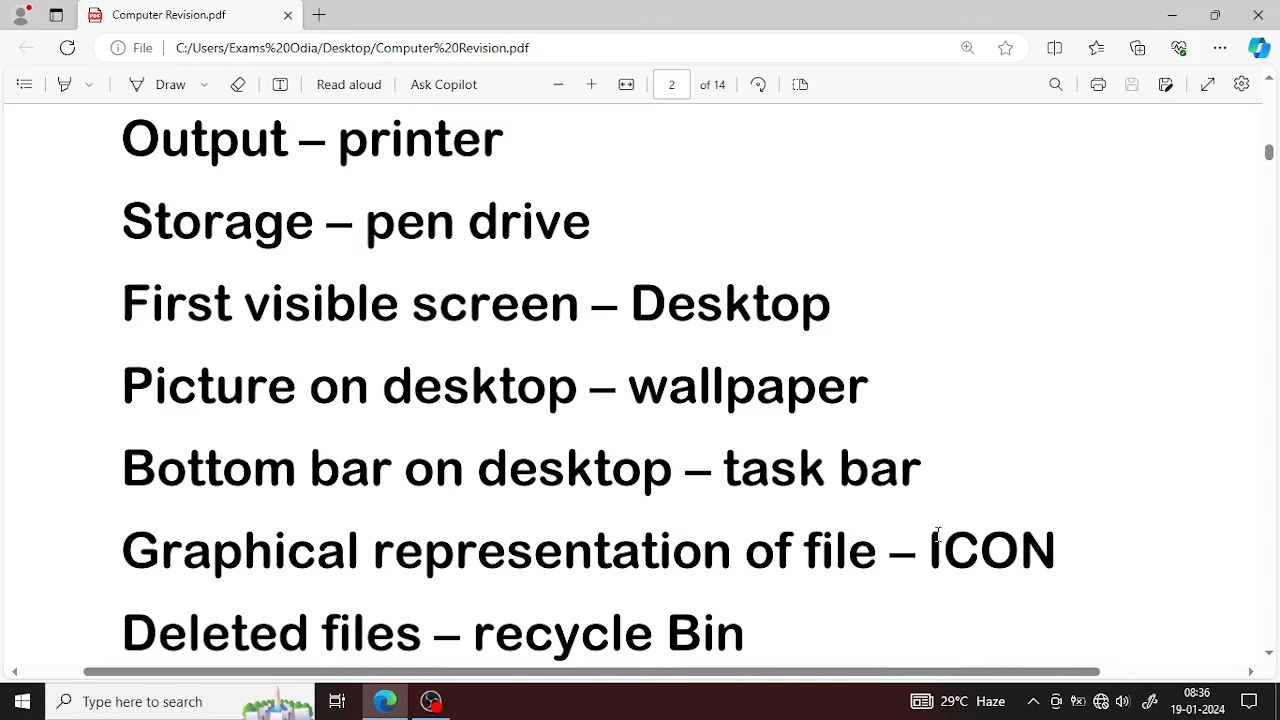 Computer Revision.pdf
File
C:/Users/Exams%20Odia/Desktop/Computer%20Revision.pdf
Draw
Read aloud
Ask Copilot
2 of 14
Output – printer
Storage – pen drive
First visible screen – Desktop
Picture on desktop – wallpaper
Bottom bar on desktop – task bar
Graphical representation of file – ICON
Deleted files – recycle Bin
Type here to search
29°C Haze
08:36
19-01-2024